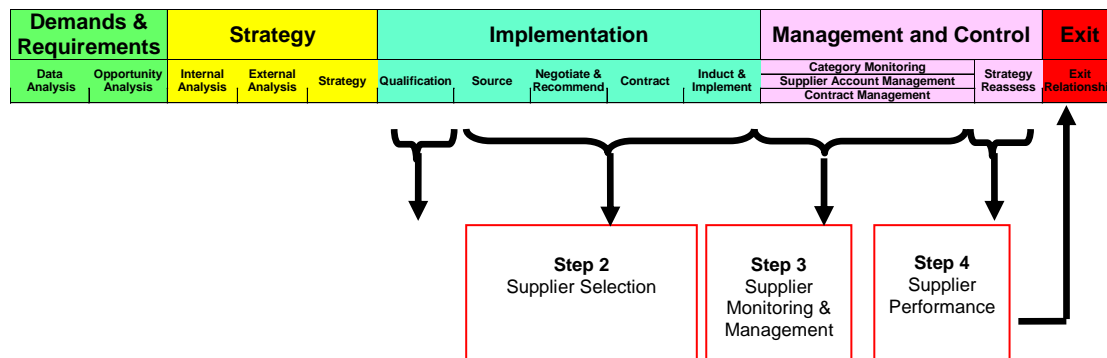 Demands &
Requirements
Strategy
Implementation
Management and Control
Exit
Data
Analysis
Opportunity
Analysis
Internal
Analysis
External
Analysis
Strategy
Qualification
Source
Negotiate &
Recommend
Contract
Induct &
Implement
Category Monitoring
Supplier Account Management
Contract Management
Strategy
Reassess
Exit
Relationship
Step 2
Supplier Selection
Step 3
Supplier
Monitoring &
Management
Step 4
Supplier
Performance